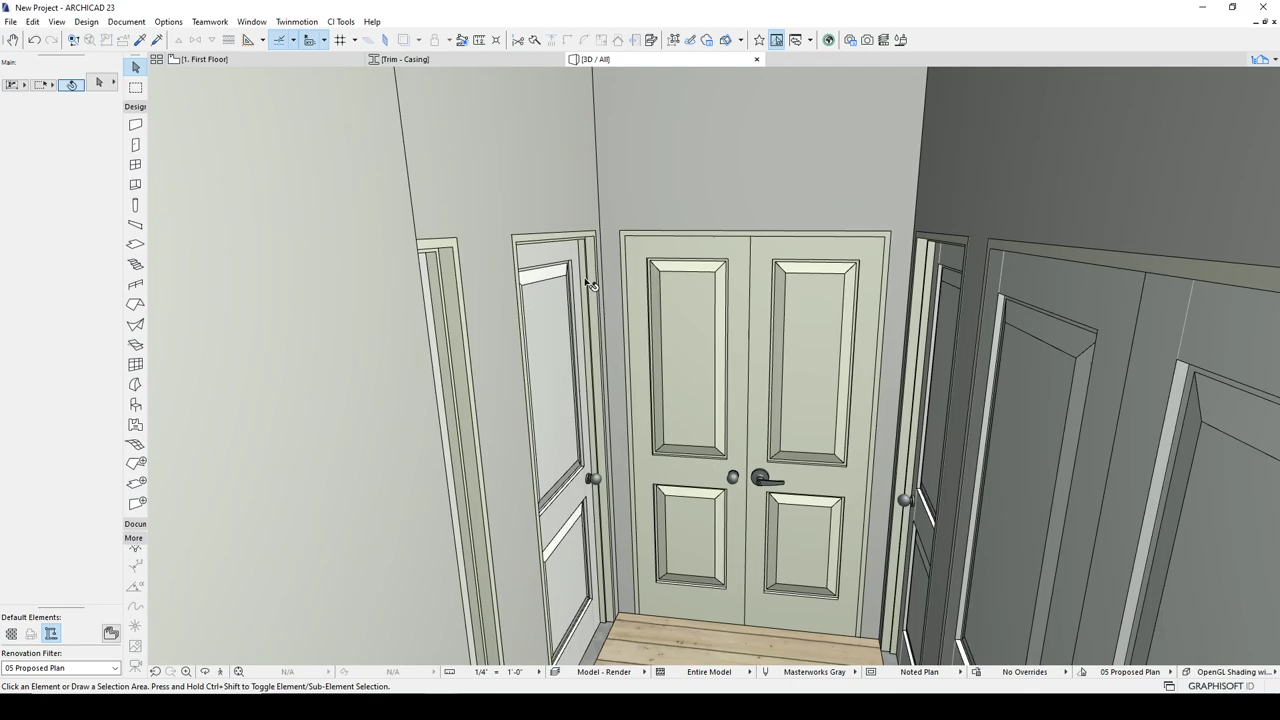 New Project - ARCHICAD 23
File Edit View Design Document Options Teamwork Window Twinmotion CI Tools Help
Main:
[1. First Floor] [Trim - Casing] [3D / All]
Design
Docum
More
Default Elements:
05 Proposed Plan
N/A N/A 1/4" = 1'-0" Model - Render Entire Model Masterworks Gray Noted Plan No Overrides 05 Proposed Plan OpenGL Shading wi...
Click an Element or Draw a Selection Area. Press and Hold Ctrl+Shift to Toggle Element/Sub-Element Selection.
GRAPHISOFT ID